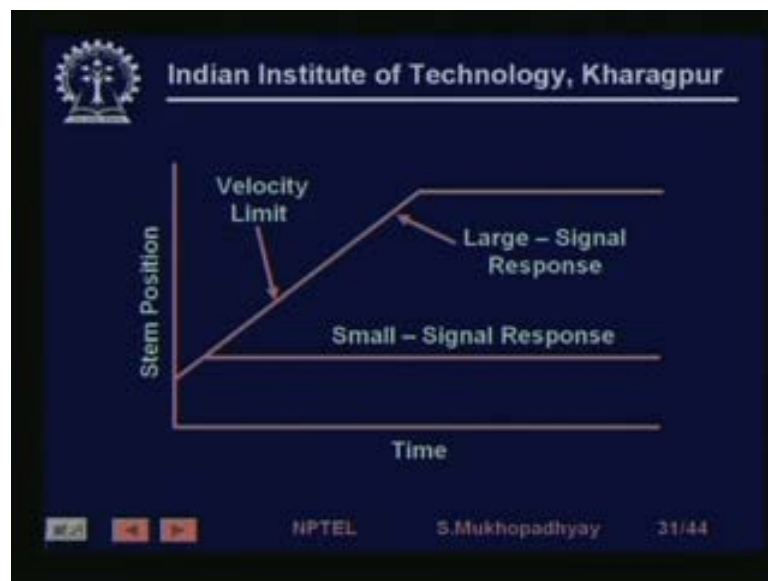 Indian Institute of Technology, Kharagpur
Velocity
Limit
Large – Signal
Response
Stem Position
Small – Signal Response
Time
NPTEL S.Mukhopadhyay 31/44